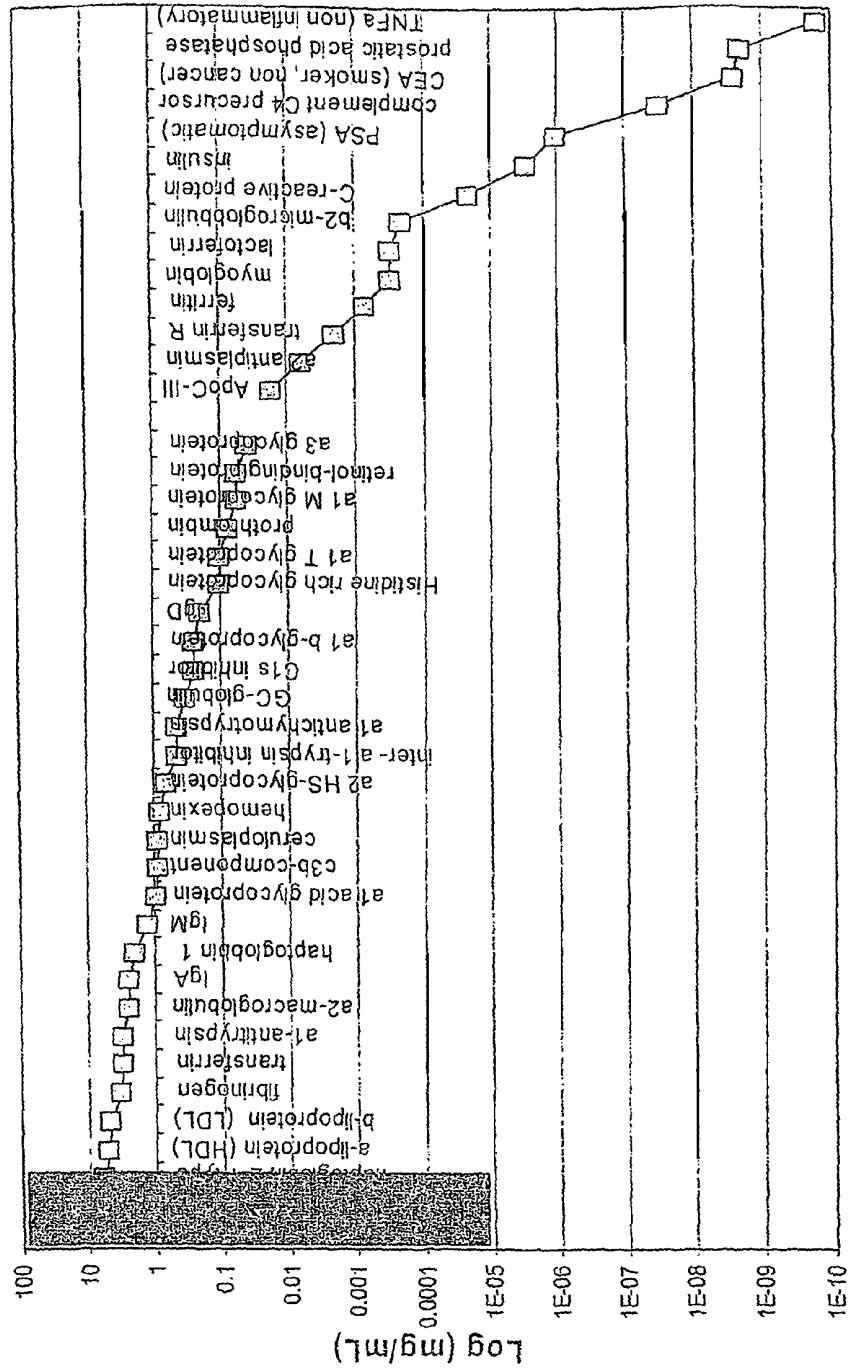 Log (mg/mL)
100
10
1
0.1
0.01
0.001
0.0001
1E-05
1E-06
1E-07
1E-08
1E-09
1E-10
a-lipoprotein (HDL)
b-lipoprotein (LDL)
fibrinogen
transferrin
a1-antitrypsin
a2-macroglobulin
IgA
haptoglobbin 1
IgM
a1 acid glycoprotein
c3b-component
ceruloplasmin
hemopexin
a2 HS-glycoprotein
inter- a 1-trypsin inhibitor
a1 antichymotrypsin
GC-globulin
C1s inhibitor
a1 b-glycoprotein
IgD
Histidine rich glycoprotein
a1 T glycoprotein
prothrombin
a1 M glycoprotein
retinol-binding protein
a3 glycoprotein
ApoC-III
a2 antiplasmin
transferrin R
ferritin
myoglobin
lactoferrin
b2-microglobulin
C-reactive protein
insulin
PSA (asymptomatic)
complement C4 precursor
CEA (smoker, non cancer)
prostatic acid phosphatase
TNFa (non inflammatory)